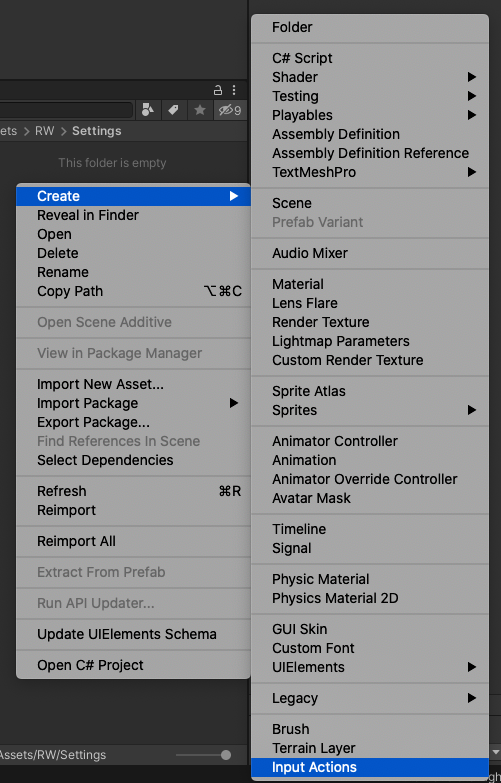 9
ets > RW > Settings
This folder is empty
Create
Reveal in Finder
Open
Delete
Rename
Copy Path ⌥⌘C
Open Scene Additive
View in Package Manager
Import New Asset...
Import Package
Export Package...
Find References In Scene
Select Dependencies
Refresh ⌘R
Reimport
Reimport All
Extract From Prefab
Run API Updater...
Update UIElements Schema
Open C# Project
Assets/RW/Settings
Folder
C# Script
Shader
Testing
Playables
Assembly Definition
Assembly Definition Reference
TextMeshPro
Scene
Prefab Variant
Audio Mixer
Material
Lens Flare
Render Texture
Lightmap Parameters
Custom Render Texture
Sprite Atlas
Sprites
Animator Controller
Animation
Animator Override Controller
Avatar Mask
Timeline
Signal
Physic Material
Physics Material 2D
GUI Skin
Custom Font
UIElements
Legacy
Brush
Terrain Layer
Input Actions